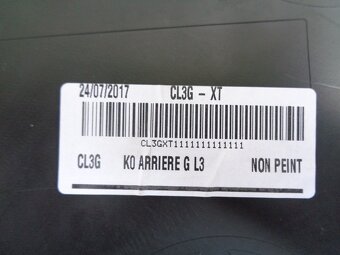 24/07/2017 CL3G - XT
CL3GXT1111111111111
CL3G KO ARRIERE G L3 NON PEINT